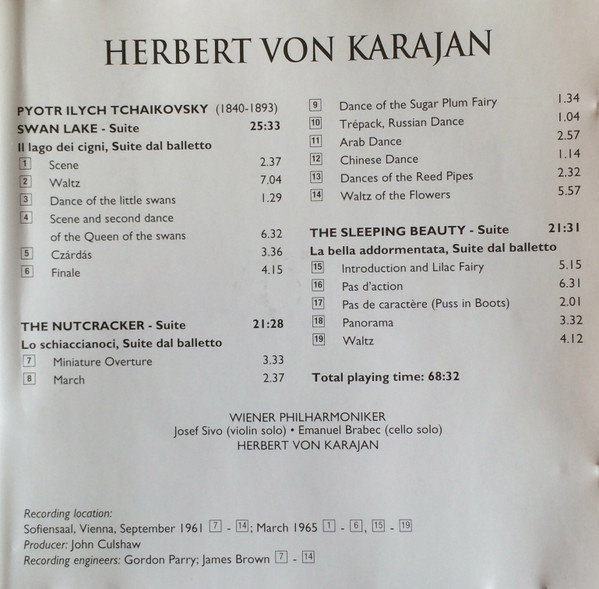 HERBERT VON KARAJAN
PYOTR ILYCH TCHAIKOVSKY (1840-1893)
SWAN LAKE - Suite 25:33
Il lago dei cigni, Suite dal balletto
1 Scene 2.37
2 Waltz 7.04
3 Dance of the little swans 1.29
4 Scene and second dance
of the Queen of the swans 6.32
5 Czárdás 3.36
6 Finale 4.15
THE NUTCRACKER - Suite 21:28
Lo schiaccianoci, Suite dal balletto
7 Miniature Overture 3.33
8 March 2.37
9 Dance of the Sugar Plum Fairy 1.34
10 Trépack, Russian Dance 1.04
11 Arab Dance 2.57
12 Chinese Dance 1.14
13 Dances of the Reed Pipes 2.32
14 Waltz of the Flowers 5.57
THE SLEEPING BEAUTY - Suite 21:31
La bella addormentata, Suite dal balletto
15 Introduction and Lilac Fairy 5.15
16 Pas d'action 6.31
17 Pas de caractère (Puss in Boots) 2.01
18 Panorama 3.32
19 Waltz 4.12
Total playing time: 68:32
WIENER PHILHARMONIKER
Josef Sivo (violin solo) • Emanuel Brabec (cello solo)
HERBERT VON KARAJAN
Recording location:
Sofiensaal, Vienna, September 1961 7 - 14; March 1965 1 - 6, 15 - 19
Producer: John Culshaw
Recording engineers: Gordon Parry; James Brown 7 - 14